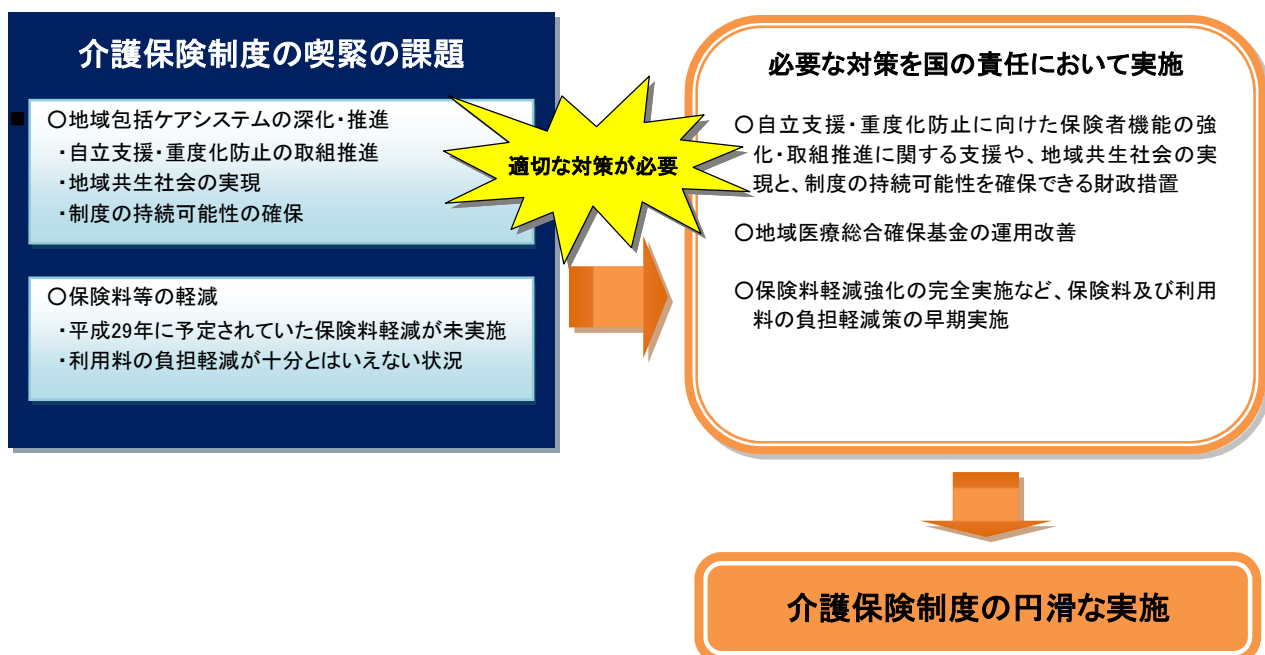 介護保険制度の喫緊の課題
〇地域包括ケアシステムの深化・推進
・自立支援・重度化防止の取組推進
・地域共生社会の実現
・制度の持続可能性の確保
〇保険料等の軽減
・平成29年に予定されていた保険料軽減が未実施
・利用料の負担軽減が十分とはいえない状況
適切な対策が必要
必要な対策を国の責任において実施
〇自立支援・重度化防止に向けた保険者機能の強
化・取組推進に関する支援や、地域共生社会の実
現と、制度の持続可能性を確保できる財政措置
〇地域医療総合確保基金の運用改善
〇保険料軽減強化の完全実施など、保険料及び利用
料の負担軽減策の早期実施
介護保険制度の円滑な実施